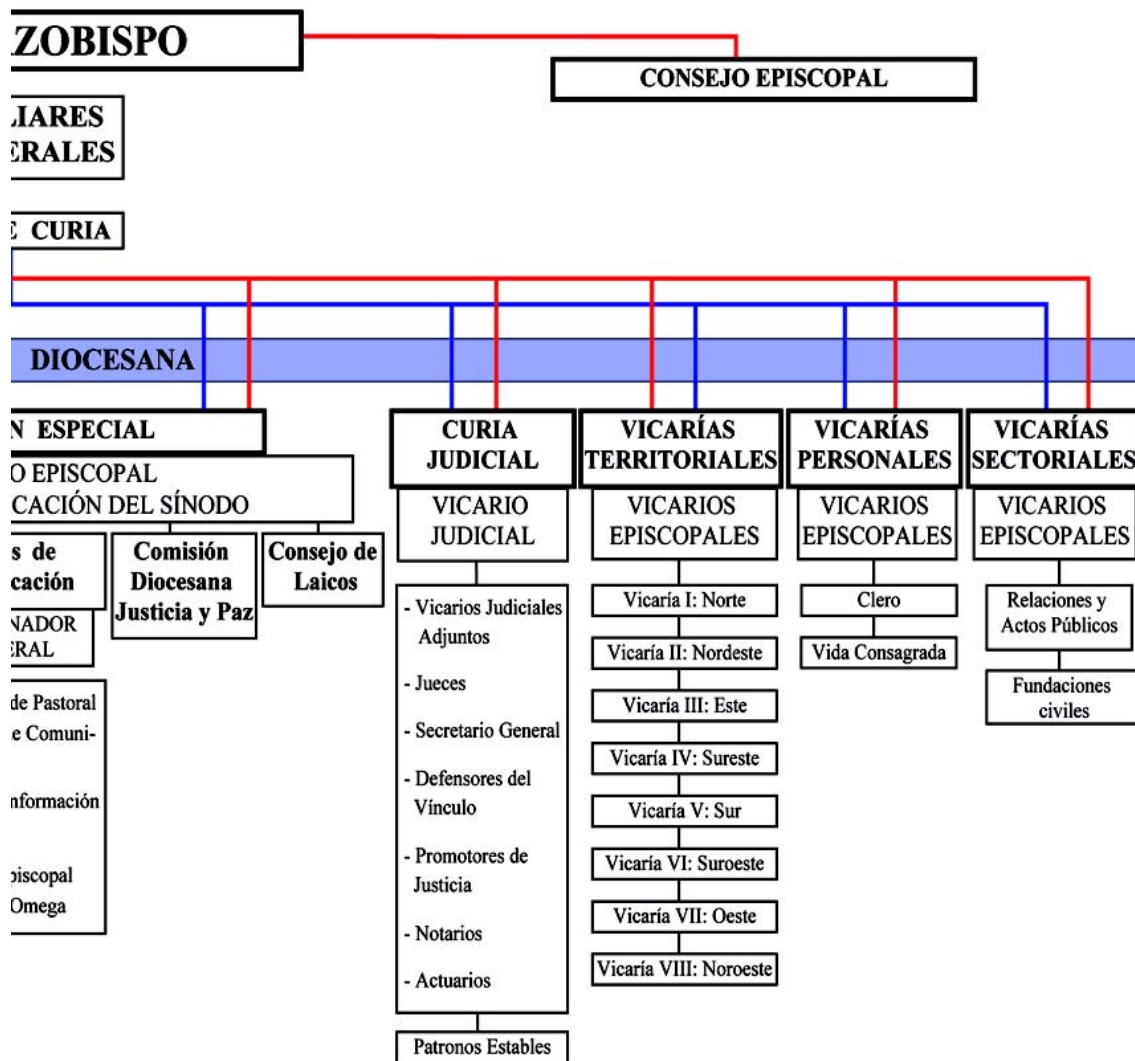 ZOBISPO
CONSEJO EPISCOPAL
LIARES
ERALES
E CURIA
DIOCESANA
N ESPECIAL
O EPISCOPAL
CACIÓN DEL SÍNODO
s de
cación
NADOR
ERAL
de Pastoral
e Comuni-
nformación
piscopal
Omega
Comisión
Diocesana
Justicia y Paz
Consejo de
Laicos
CURIA
JUDICIAL
VICARIO
JUDICIAL
- Vicarios Judiciales
Adjuntos
- Jueces
- Secretario General
- Defensores del
Vínculo
- Promotores de
Justicia
- Notarios
- Actuarios
Patronos Estables
VICARÍAS
TERRITORIALES
VICARIOS
EPISCOPALES
Vicaría I: Norte
Vicaría II: Nordeste
Vicaría III: Este
Vicaría IV: Sureste
Vicaría V: Sur
Vicaría VI: Suroeste
Vicaría VII: Oeste
Vicaría VIII: Noroeste
VICARÍAS
PERSONALES
VICARIOS
EPISCOPALES
Clero
Vida Consagrada
VICARÍAS
SECTORIALES
VICARIOS
EPISCOPALES
Relaciones y
Actos Públicos
Fundaciones
civiles